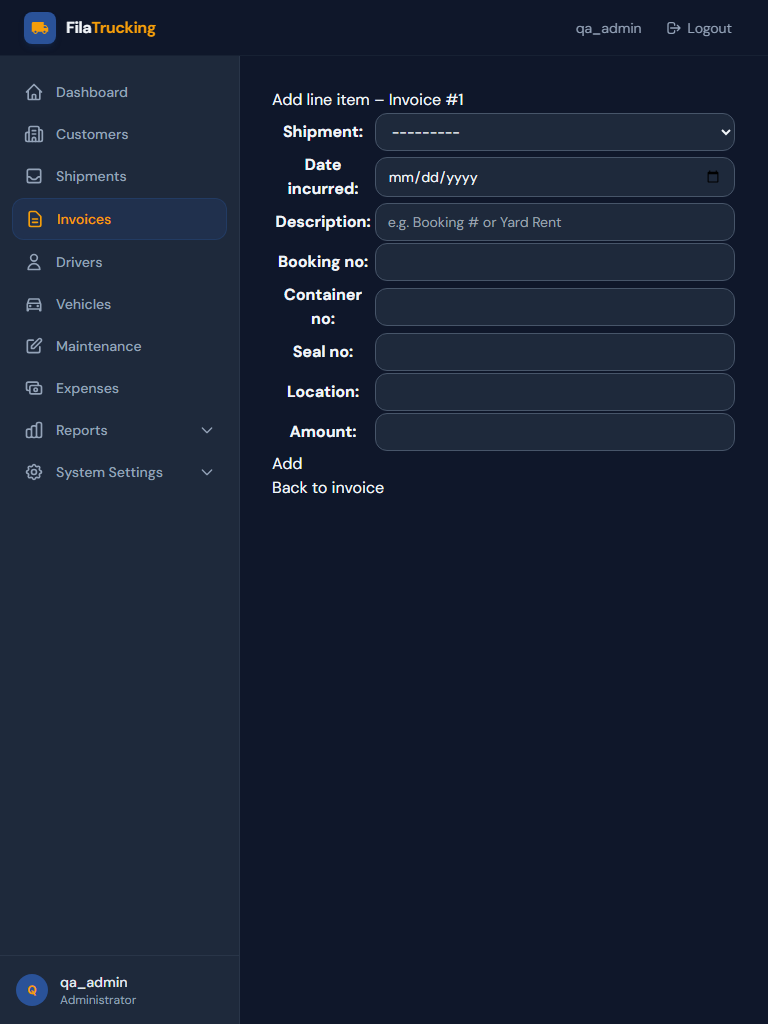 FilaTrucking
qa_admin
Logout
Dashboard
Customers
Shipments
Invoices
Drivers
Vehicles
Maintenance
Expenses
Reports
System Settings
Add line item – Invoice #1
Shipment: ---------
Date incurred: mm/dd/yyyy
Description: e.g. Booking # or Yard Rent
Booking no:
Container no:
Seal no:
Location:
Amount:
Add
Back to invoice
Q
qa_admin
Administrator